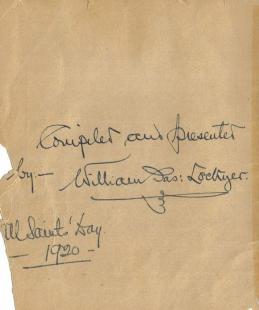 Compiled and presented
-by-
William Jas: Lockyer.
All Saints' Day.
- 1920 -